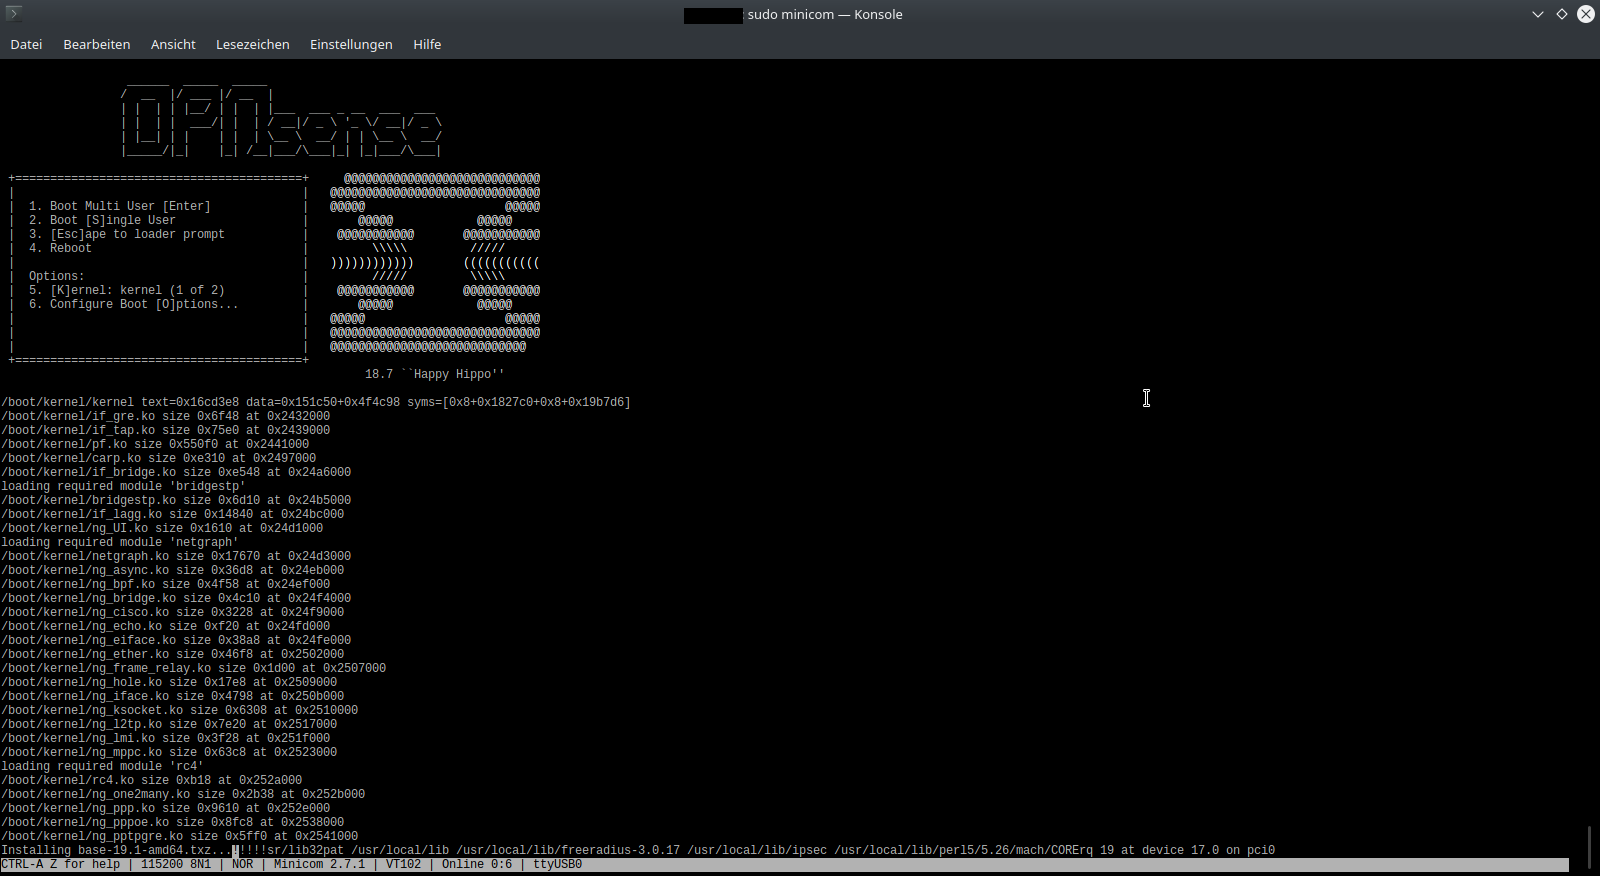 sudo minicom — Konsole
Datei Bearbeiten Ansicht Lesezeichen Einstellungen Hilfe
OPNsense
+=========================================+
1. Boot Multi User [Enter]
2. Boot [S]ingle User
3. [Esc]ape to loader prompt
4. Reboot
Options:
5. [K]ernel: kernel (1 of 2)
6. Configure Boot [O]ptions...
+=========================================+
@@@@@@@@@@@@@@@@@@@@@@@@@@@@
@@@@@@@@@@@@@@@@@@@@@@@@@@@@@@
@@@@@                    @@@@@
@@@@@            @@@@@
@@@@@@@@@@@       @@@@@@@@@@@
\\\\\         /////
))))))))))))       (((((((((((
/////         \\\\\
@@@@@@@@@@@       @@@@@@@@@@@
@@@@@            @@@@@
@@@@@                    @@@@@
@@@@@@@@@@@@@@@@@@@@@@@@@@@@@@
@@@@@@@@@@@@@@@@@@@@@@@@@@@@
18.7 ``Happy Hippo''
/boot/kernel/kernel text=0x16cd3e8 data=0x151c50+0x4f4c98 syms=[0x8+0x1827c0+0x8+0x19b7d6]
/boot/kernel/if_gre.ko size 0x6f48 at 0x2432000
/boot/kernel/if_tap.ko size 0x75e0 at 0x2439000
/boot/kernel/pf.ko size 0x550f0 at 0x2441000
/boot/kernel/carp.ko size 0xe310 at 0x2497000
/boot/kernel/if_bridge.ko size 0xe548 at 0x24a6000
loading required module 'bridgestp'
/boot/kernel/bridgestp.ko size 0x6d10 at 0x24b5000
/boot/kernel/if_lagg.ko size 0x14840 at 0x24bc000
/boot/kernel/ng_UI.ko size 0x1610 at 0x24d1000
loading required module 'netgraph'
/boot/kernel/netgraph.ko size 0x17670 at 0x24d3000
/boot/kernel/ng_async.ko size 0x36d8 at 0x24eb000
/boot/kernel/ng_bpf.ko size 0x4f58 at 0x24ef000
/boot/kernel/ng_bridge.ko size 0x4c10 at 0x24f4000
/boot/kernel/ng_cisco.ko size 0x3228 at 0x24f9000
/boot/kernel/ng_echo.ko size 0xf20 at 0x24fd000
/boot/kernel/ng_eiface.ko size 0x38a8 at 0x24fe000
/boot/kernel/ng_ether.ko size 0x46f8 at 0x2502000
/boot/kernel/ng_frame_relay.ko size 0x1d00 at 0x2507000
/boot/kernel/ng_hole.ko size 0x17e8 at 0x2509000
/boot/kernel/ng_iface.ko size 0x4798 at 0x250b000
/boot/kernel/ng_ksocket.ko size 0x6308 at 0x2510000
/boot/kernel/ng_l2tp.ko size 0x7e20 at 0x2517000
/boot/kernel/ng_lmi.ko size 0x3f28 at 0x251f000
/boot/kernel/ng_mppc.ko size 0x63c8 at 0x2523000
loading required module 'rc4'
/boot/kernel/rc4.ko size 0xb18 at 0x252a000
/boot/kernel/ng_one2many.ko size 0x2b38 at 0x252b000
/boot/kernel/ng_ppp.ko size 0x9610 at 0x252e000
/boot/kernel/ng_pppoe.ko size 0x8fc8 at 0x2538000
/boot/kernel/ng_pptpgre.ko size 0x5ff0 at 0x2541000
Installing base-19.1-amd64.txz...!!!!!sr/lib32pat /usr/local/lib /usr/local/lib/freeradius-3.0.17 /usr/local/lib/ipsec /usr/local/lib/perl5/5.26/mach/CORErq 19 at device 17.0 on pci0
CTRL-A Z for help | 115200 8N1 | NOR | Minicom 2.7.1 | VT102 | Online 0:6 | ttyUSB0